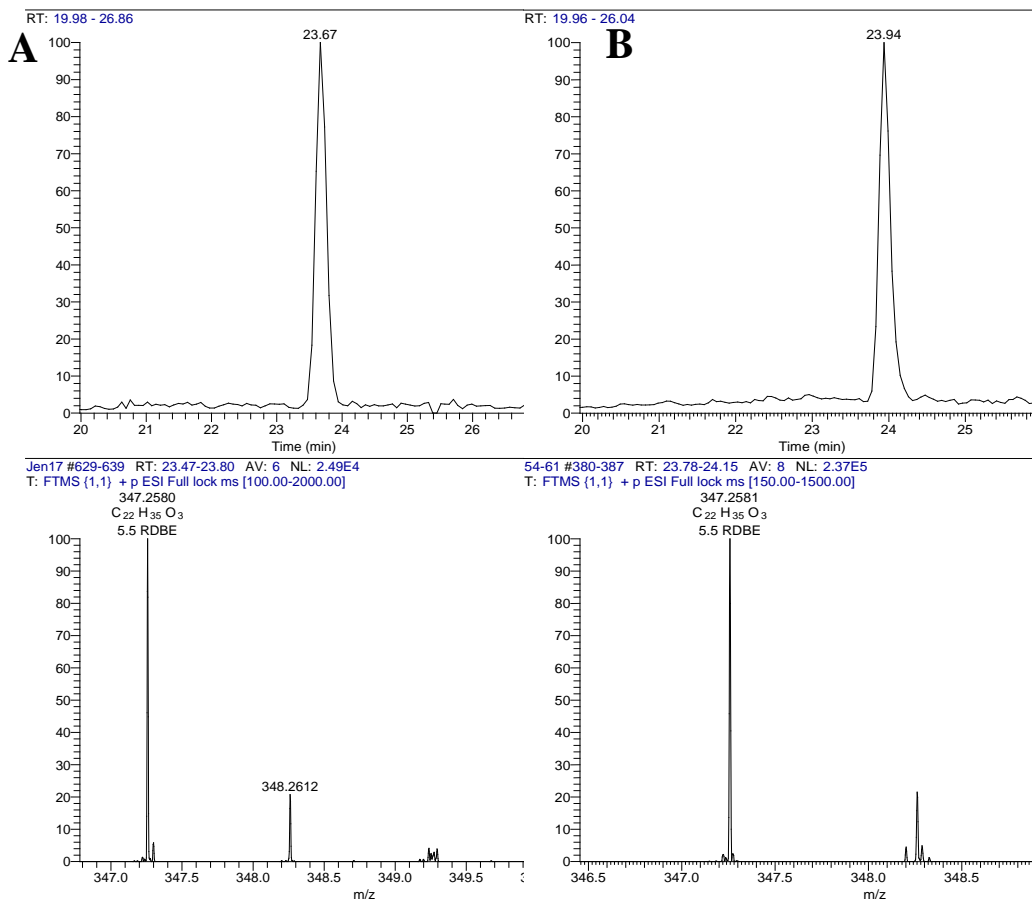 RT: 19.98 - 26.86
A
23.67
100
90
80
70
60
50
40
30
20
10
0
20 21 22 23 24 25 26
Time (min)
RT: 19.96 - 26.04
B
23.94
100
90
80
70
60
50
40
30
20
10
0
20 21 22 23 24 25
Time (min)
Jen17 #629-639 RT: 23.47-23.80 AV: 6 NL: 2.49E4
T: FTMS {1,1} + p ESI Full lock ms [100.00-2000.00]
347.2580
C22 H35 O3
5.5 RDBE
100
90
80
70
60
50
40
30
20
10
0
348.2612
347.0 347.5 348.0 348.5 349.0 349.5
m/z
54-61 #380-387 RT: 23.78-24.15 AV: 8 NL: 2.37E5
T: FTMS {1,1} + p ESI Full lock ms [150.00-1500.00]
347.2581
C22 H35 O3
5.5 RDBE
100
90
80
70
60
50
40
30
20
10
0
346.5 347.0 347.5 348.0 348.5
m/z